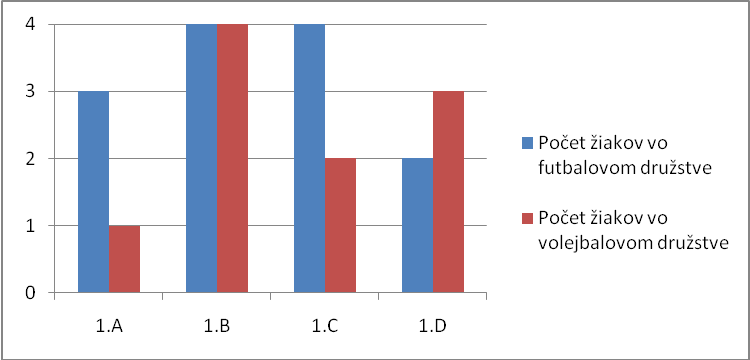 4
3
2
1
0
1.A 1.B 1.C 1.D
Počet žiakov vo
futbalovom družstve
Počet žiakov vo
volejbalovom družstve